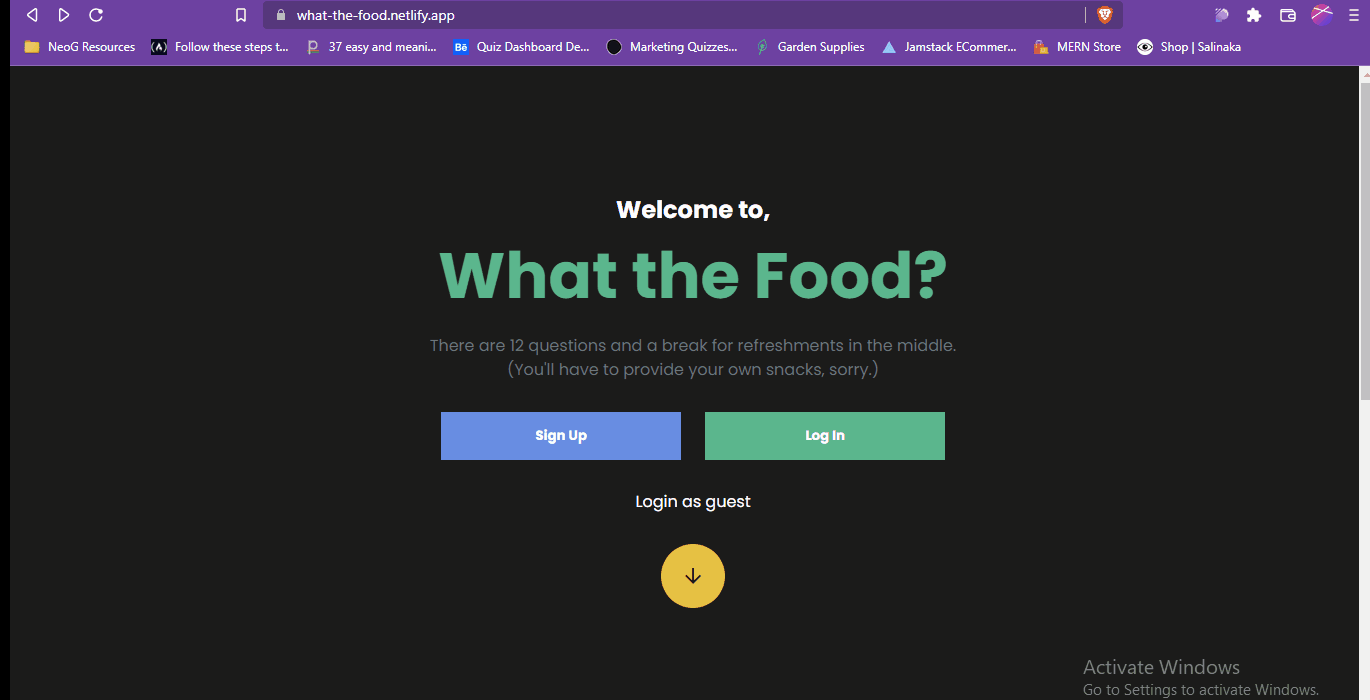 what-the-food.netlify.app
NeoG Resources
Follow these steps t...
37 easy and meani...
Bē Quiz Dashboard De...
Marketing Quizzes...
Garden Supplies
Jamstack ECommer...
MERN Store
Shop | Salinaka
Welcome to,
What the Food?
There are 12 questions and a break for refreshments in the middle.
(You'll have to provide your own snacks, sorry.)
Sign Up
Log In
Login as guest
Activate Windows
Go to Settings to activate Windows.